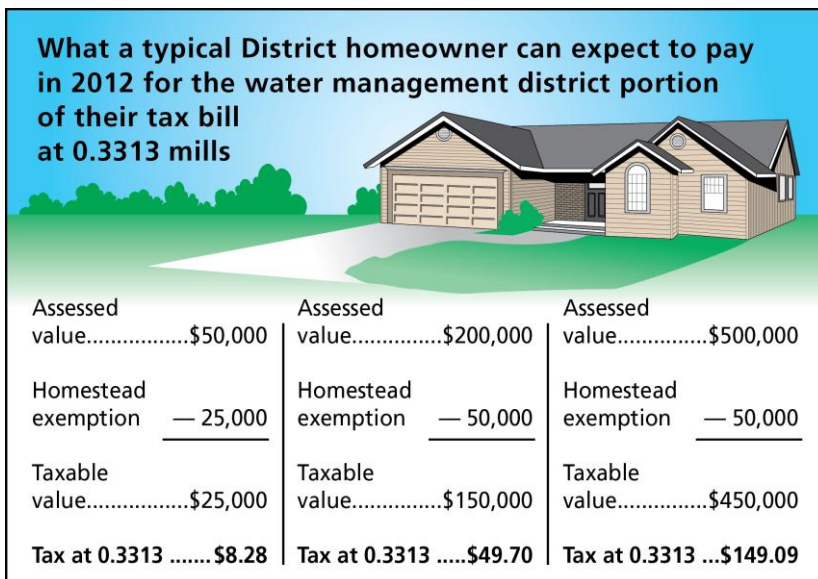 What a typical District homeowner can expect to pay
in 2012 for the water management district portion
of their tax bill
at 0.3313 mills
Assessed
value................$50,000
Homestead
exemption — 25,000
Taxable
value.................$25,000
Tax at 0.3313 .......$8.28
Assessed
value..............$200,000
Homestead
exemption — 50,000
Taxable
value..............$150,000
Tax at 0.3313 .....$49.70
Assessed
value..............$500,000
Homestead
exemption — 50,000
Taxable
value..............$450,000
Tax at 0.3313 ...$149.09